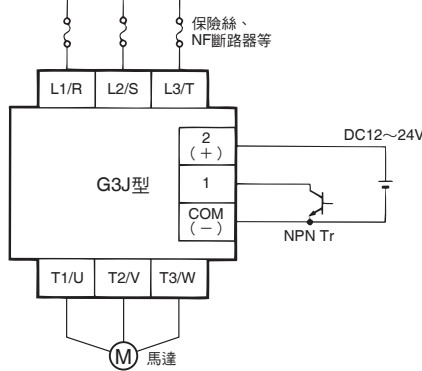 保險絲、
NF斷路器等
L1/R L2/S L3/T
2
(+)
DC12～24V
G3J型
1
COM
(−)
NPN Tr
T1/U T2/V T3/W
M 馬達